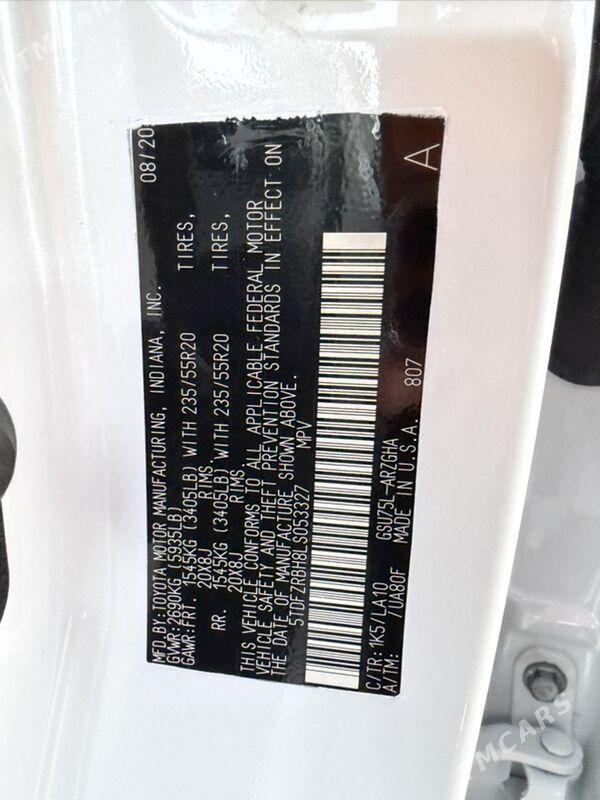 MFD.BY:TOYOTA MOTOR MANUFACTURING, INDIANA, INC. 08/20
GVWR:2690KG (5935LB)
GAWR:FRT. 1545KG (3405LB) WITH 235/55R20 TIRES,
20X8J RIMS
RR. 1545KG (3405LB) WITH 235/55R20 TIRES,
20X8J RIMS
THIS VEHICLE CONFORMS TO ALL APPLICABLE FEDERAL MOTOR
VEHICLE SAFETY AND THEFT PREVENTION STANDARDS IN EFFECT ON
THE DATE OF MANUFACTURE SHOWN ABOVE.
5TDFZRBH8LS053327 MPV
C/TR:1K5/LA10 GSU75L-ARZGHA 807 A
A/TM: /UA80F MADE IN U.S.A.
TMCARS
TMCARS